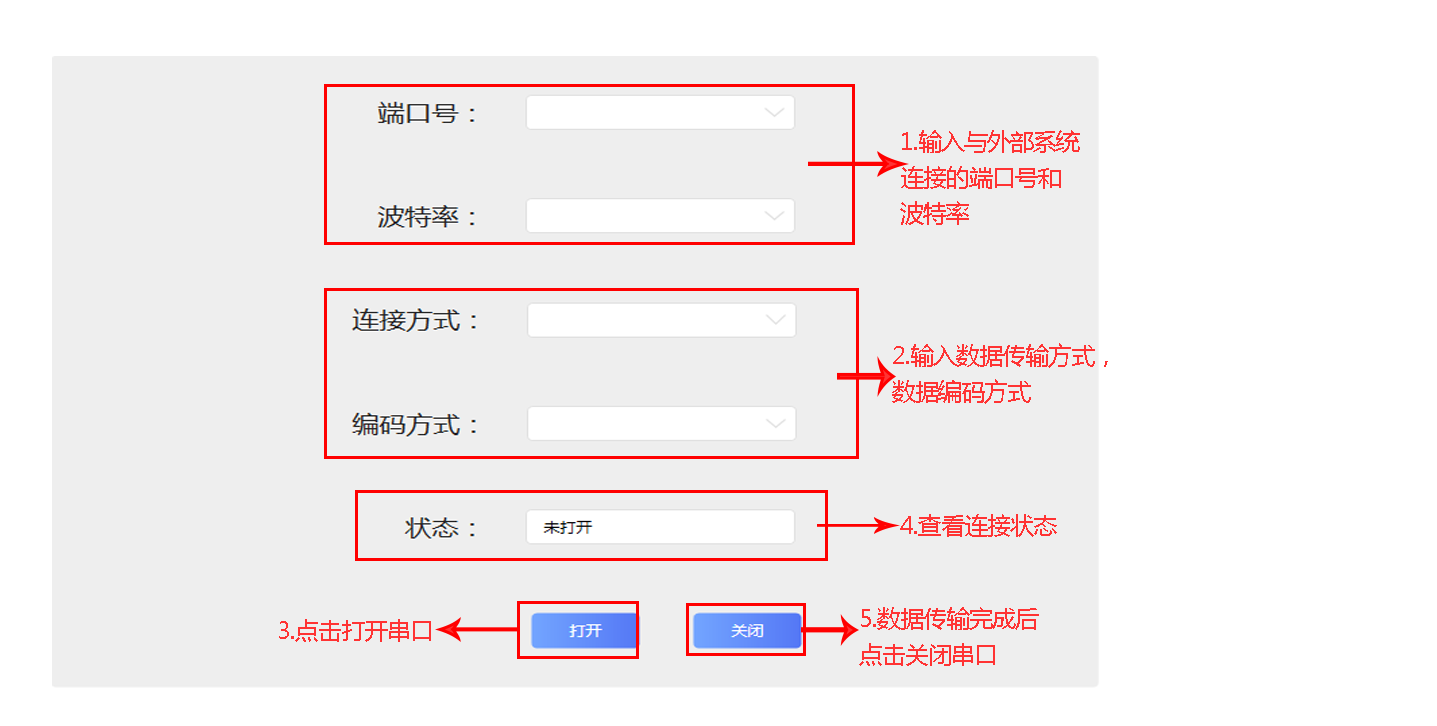 端口号：
1.输入与外部系统
连接的端口号和
波特率
波特率：
连接方式：
2.输入数据传输方式，
数据编码方式
编码方式：
状态：
未打开
4.查看连接状态
3.点击打开串口
打开
关闭
5.数据传输完成后
点击关闭串口